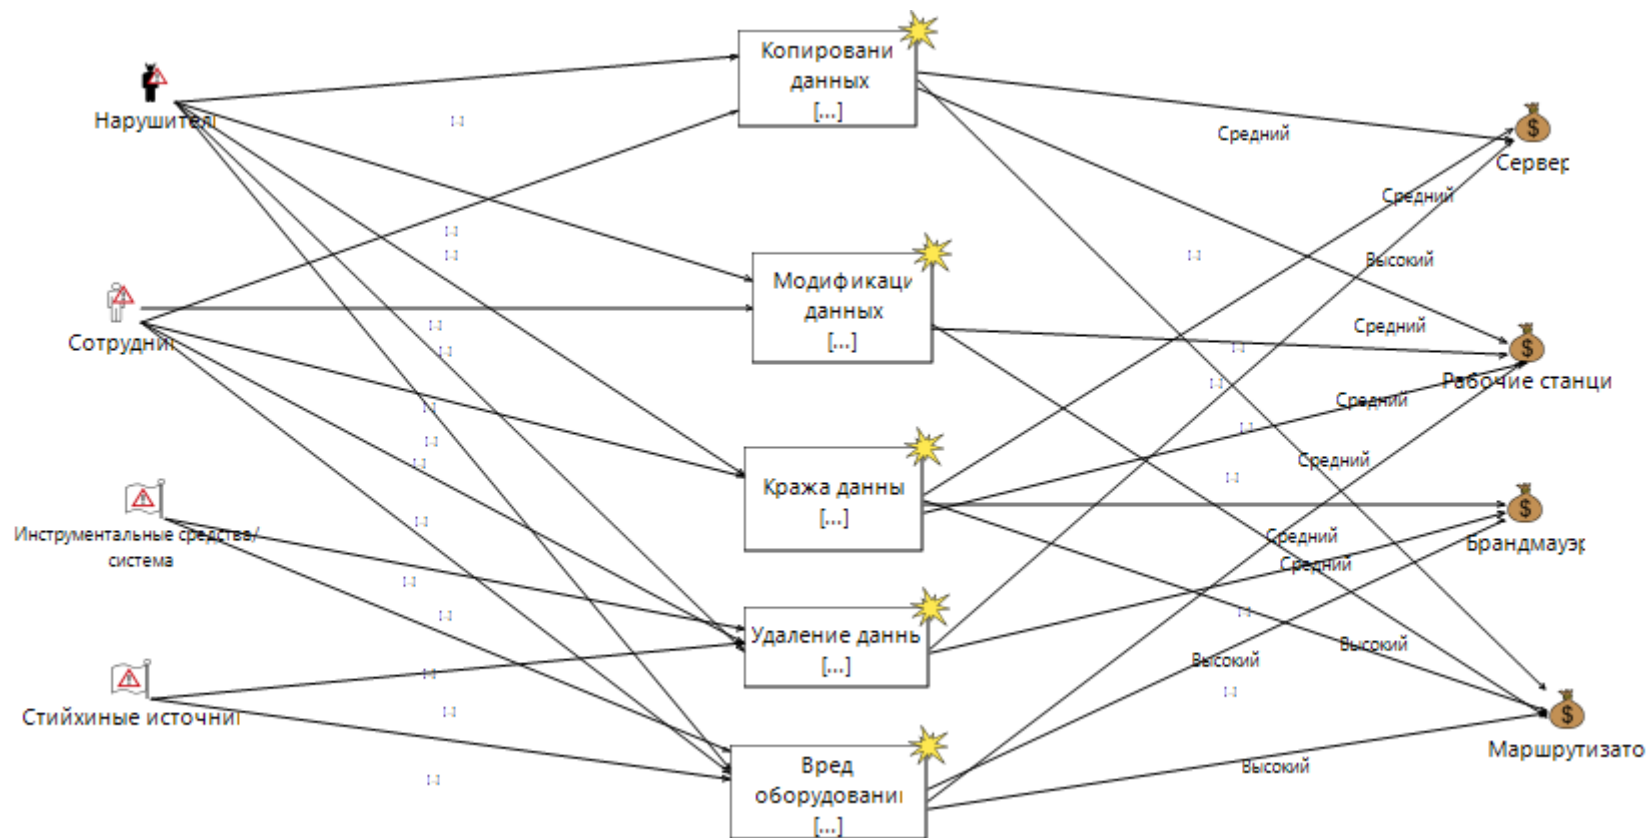 Копировани
данных
[...]
Нарушител
[...]
Средний
Сервер
Средний
[...]
[...]
[...]
Высокий
Модификаци
данных
[...]
Сотрудни
[...]
Средний
[...]
[...]
[...]
Рабочие станци
Средний
[...]
[...]
[...]
Средний
[...]
[...]
Кража данны
[...]
Инструментальные средства/
система
[...]
Средний
Брандмауэр
Средний
[...]
[...]
[...]
Удаление даннь
[...]
Высокий
Высокий
[...]
[...]
Стийхиные источни
[...]
Маршрутизато
Вред
оборудовани
[...]
[...]
Высокий